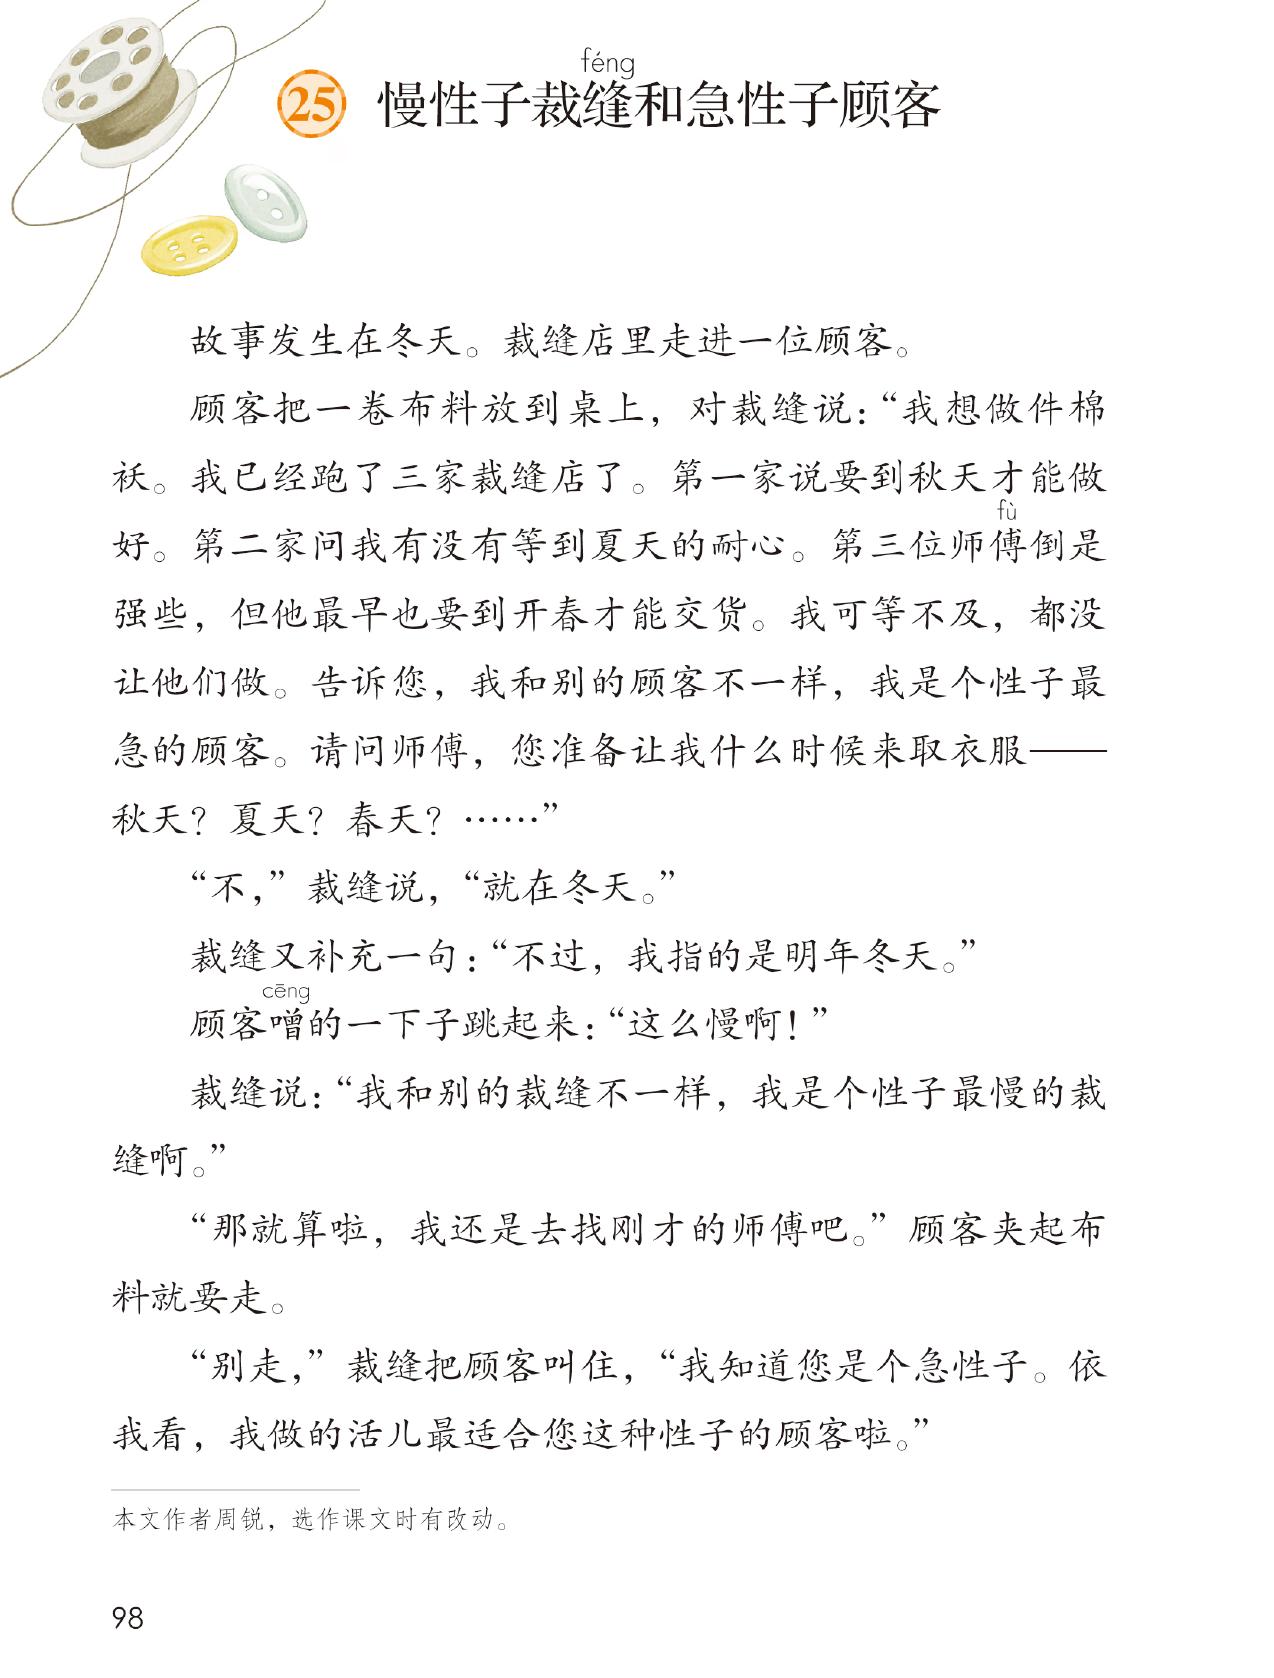 féng
25 慢性子裁缝和急性子顾客
故事发生在冬天。裁缝店里走进一位顾客。
顾客把一卷布料放到桌上，对裁缝说：“我想做件棉
袄。我已经跑了三家裁缝店了。第一家说要到秋天才能做
fù
好。第二家问我有没有等到夏天的耐心。第三位师傅倒是
强些，但他最早也要到开春才能交货。我可等不及，都没
让他们做。告诉您，我和别的顾客不一样，我是个性子最
急的顾客。请问师傅，您准备让我什么时候来取衣服——
秋天？夏天？春天？……”
“不，”裁缝说，“就在冬天。”
裁缝又补充一句：“不过，我指的是明年冬天。”
cēng
顾客噌的一下子跳起来：“这么慢啊！”
裁缝说：“我和别的裁缝不一样，我是个性子最慢的裁
缝啊。”
“那就算啦，我还是去找刚才的师傅吧。”顾客夹起布
料就要走。
“别走，”裁缝把顾客叫住，“我知道您是个急性子。依
我看，我做的活儿最适合您这种性子的顾客啦。”
本文作者周锐，选作课文时有改动。
98